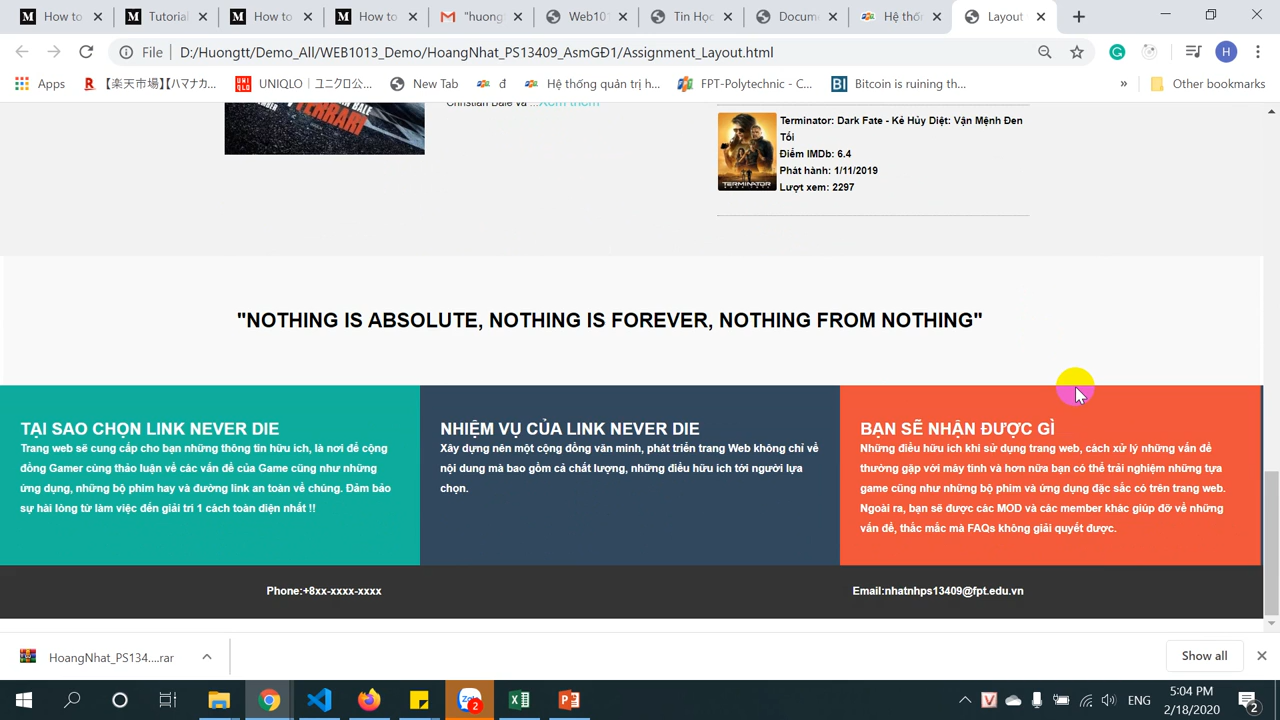 How to
Tutorial
How to
How to
"huong
Web10
Tin Học
Docum
Hệ thố
Layout
File
D:/Huongtt/Demo_All/WEB1013_Demo/HoangNhat_PS13409_AsmGĐ1/Assignment_Layout.html
H
Apps
【楽天市場】【ハマナカ...
UNIQLO｜ユニクロ公...
New Tab
đ
Hệ thống quản trị h...
FPT-Polytechnic - C...
BI
Bitcoin is ruining th...
»
Other bookmarks
Christian Bale và ...Xem thêm
Terminator: Dark Fate - Kẻ Hủy Diệt: Vận Mệnh Đen
Tối
Điểm IMDb: 6.4
Phát hành: 1/11/2019
Lượt xem: 2297
TERMINATOR
"NOTHING IS ABSOLUTE, NOTHING IS FOREVER, NOTHING FROM NOTHING"
TẠI SAO CHỌN LINK NEVER DIE
Trang web sẽ cung cấp cho bạn những thông tin hữu ích, là nơi để cộng
đồng Gamer cùng thảo luận về các vấn đề của Game cũng như những
ứng dụng, những bộ phim hay và đường link an toàn về chúng. Đảm bảo
sự hài lòng từ làm việc đến giải trí 1 cách toàn diện nhất !!
NHIỆM VỤ CỦA LINK NEVER DIE
Xây dựng nên một cộng đồng văn minh, phát triển trang Web không chỉ về
nội dung mà bao gồm cả chất lượng, những điều hữu ích tới người lựa
chọn.
BẠN SẼ NHẬN ĐƯỢC GÌ
Những điều hữu ích khi sử dụng trang web, cách xử lý những vấn đề
thường gặp với máy tính và hơn nữa bạn có thể trải nghiệm những tựa
game cũng như những bộ phim và ứng dụng đặc sắc có trên trang web.
Ngoài ra, bạn sẽ được các MOD và các member khác giúp đỡ về những
vấn đề, thắc mắc mà FAQs không giải quyết được.
Phone:+8xx-xxxx-xxxx
Email:nhatnhps13409@fpt.edu.vn
HoangNhat_PS134....rar
Show all
2
ENG
5:04 PM
2/18/2020
2